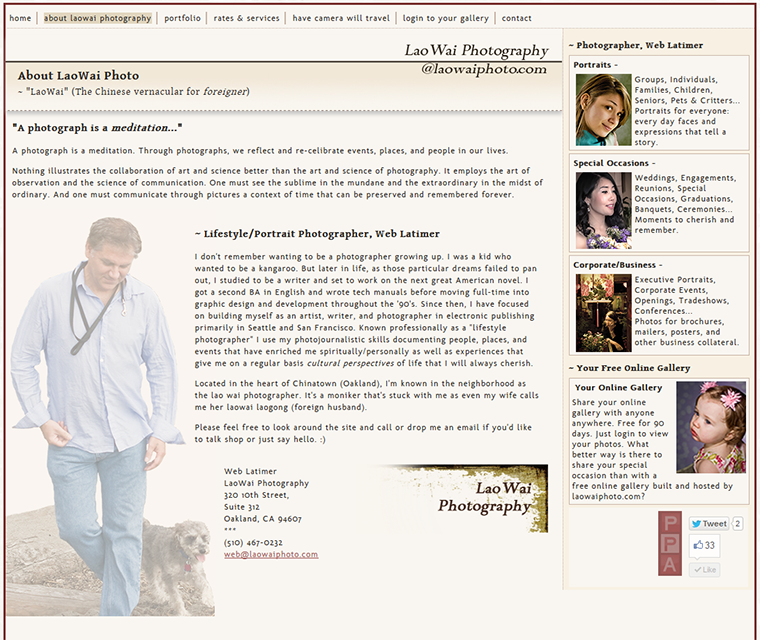 home | about laowai photography | portfolio | rates & services | have camera will travel | login to your gallery | contact
LaoWai Photography
@laowaiphoto.com
About LaoWai Photo
~ "LaoWai" (The Chinese vernacular for foreigner)
"A photograph is a meditation..."
A photograph is a meditation. Through photographs, we reflect and re-celibrate events, places, and people in our lives.
Nothing illustrates the collaboration of art and science better than the art and science of photography. It employs the art of
observation and the science of communication. One must see the sublime in the mundane and the extraordinary in the midst of
ordinary. And one must communicate through pictures a context of time that can be preserved and remembered forever.
~ Lifestyle/Portrait Photographer, Web Latimer
I don't remember wanting to be a photographer growing up. I was a kid who
wanted to be a kangaroo. But later in life, as those particular dreams failed to pan
out, I studied to be a writer and set to work on the next great American novel. I
got a second BA in English and wrote tech manuals before moving full-time into
graphic design and development throughout the '90's. Since then, I have focused
on building myself as an artist, writer, and photographer in electronic publishing
primarily in Seattle and San Francisco. Known professionally as a "lifestyle
photographer" I use my photojournalistic skills documenting people, places, and
events that have enriched me spiritually/personally as well as experiences that
give me on a regular basis cultural perspectives of life that I will always cherish.
Located in the heart of Chinatown (Oakland), I'm known in the neighborhood as
the lao wai photographer. It's a moniker that's stuck with me as even my wife calls
me her laowai laogong (foreign husband).
Please feel free to look around the site and call or drop me an email if you'd like
to talk shop or just say hello. :)
Web Latimer
LaoWai Photography
320 10th Street,
Suite 312
Oakland, CA 94607
***
(510) 467-0232
web@laowaiphoto.com
LaoWai
Photography
~ Photographer, Web Latimer
Portraits -
Groups, Individuals,
Families, Children,
Seniors, Pets & Critters...
Portraits for everyone:
every day faces and
expressions that tell a
story.
Special Occasions -
Weddings, Engagements,
Reunions, Special
Occasions, Graduations,
Banquets, Ceremonies...
Moments to cherish and
remember.
Corporate/Business -
Executive Portraits,
Corporate Events,
Openings, Tradeshows,
Conferences...
Photos for brochures,
mailers, posters, and
other business collateral.
~ Your Free Online Gallery
Your Online Gallery
Share your online
gallery with anyone
anywhere. Free for 90
days. Just login to view
your photos. What
better way is there to
share your special
occasion than with a
free online gallery built and hosted by
laowaiphoto.com?
PPA
Tweet 2
33
Like